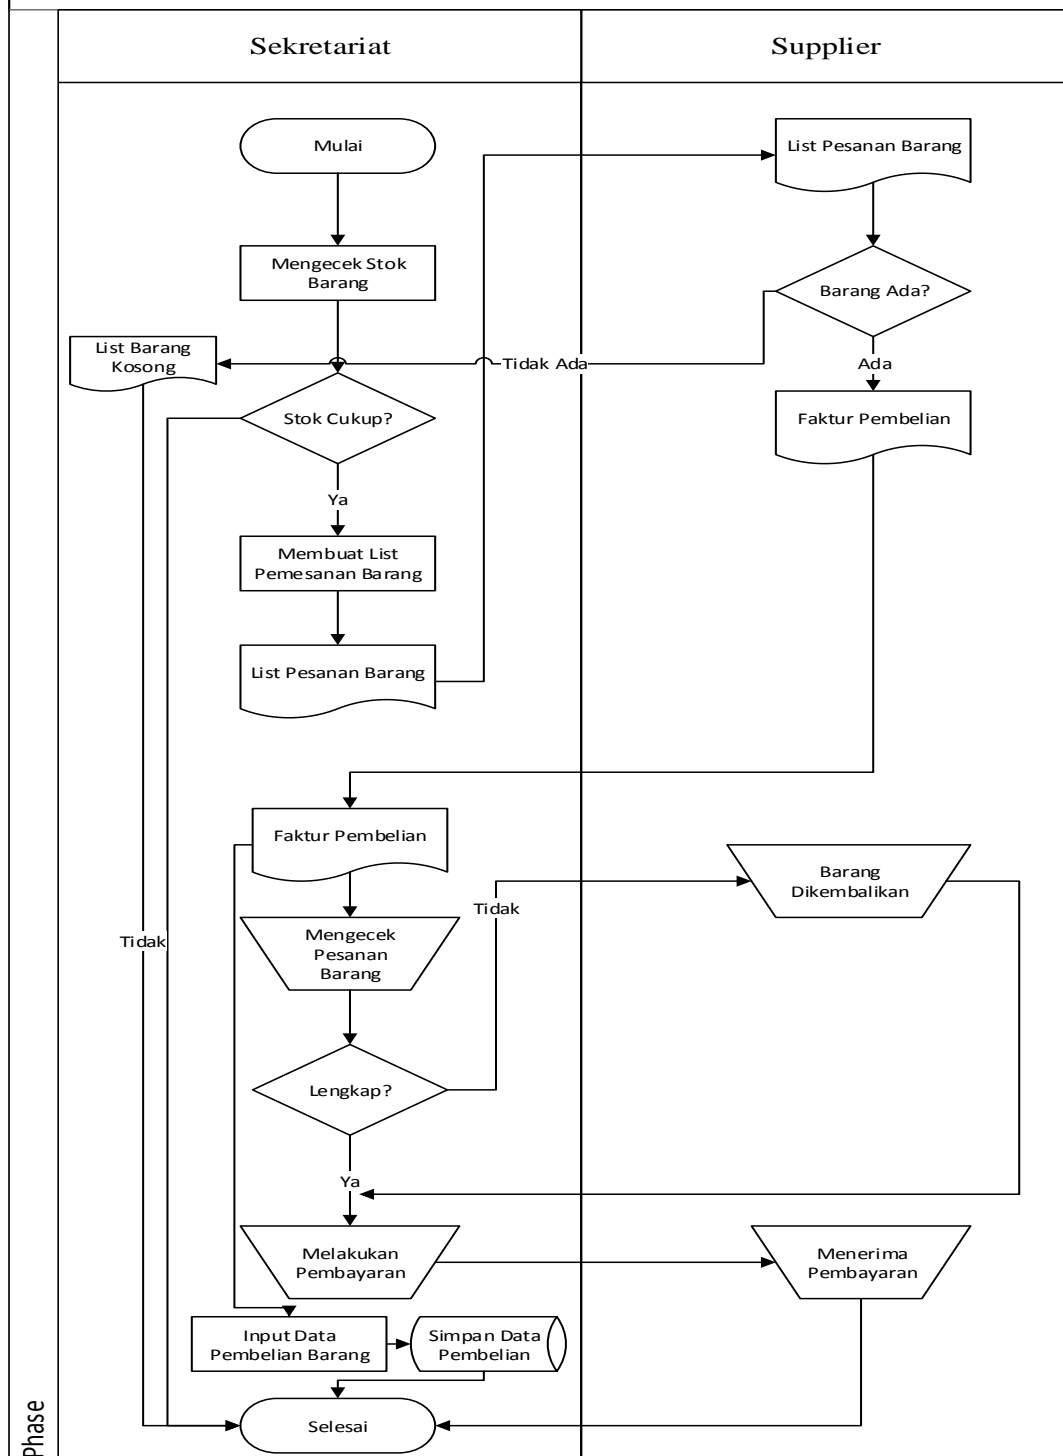 Sekretariat
Supplier
Mulai
List Pesanan Barang
Mengecek Stok
Barang
Barang Ada?
List Barang
Kosong
Tidak Ada
Ada
Stok Cukup?
Faktur Pembelian
Ya
Membuat List
Pemesanan Barang
List Pesanan Barang
Faktur Pembelian
Barang
Dikembalikan
Tidak
Mengecek
Pesanan
Barang
Tidak
Lengkap?
Ya
Melakukan
Pembayaran
Menerima
Pembayaran
Input Data
Pembelian Barang
Simpan Data
Pembelian
Selesai
Phase